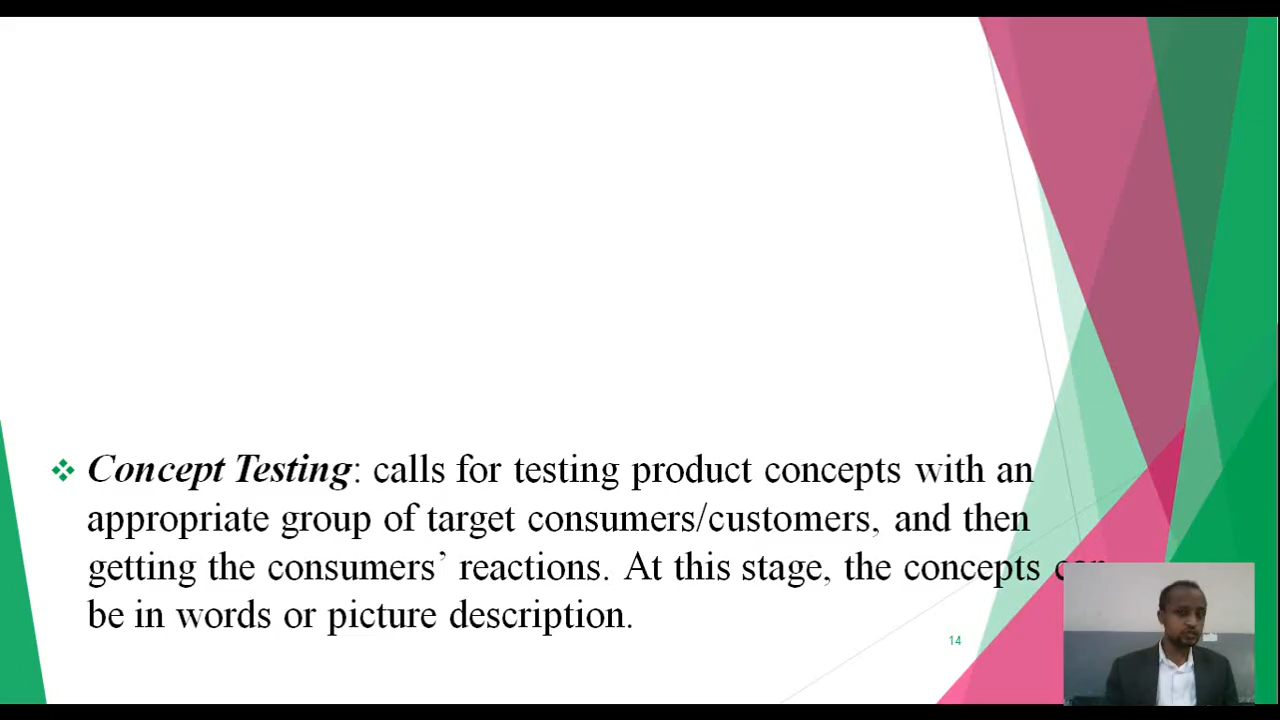 ❖ Concept Testing: calls for testing product concepts with an
appropriate group of target consumers/customers, and then
getting the consumers’ reactions. At this stage, the concepts can
be in words or picture description.
14